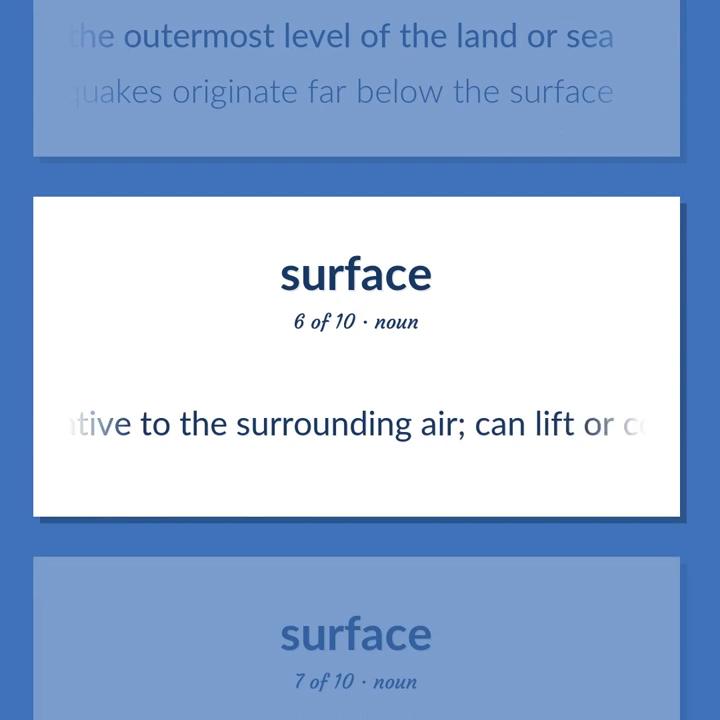 the outermost level of the land or sea
quakes originate far below the surface
surface
6 of 10 · noun
tive to the surrounding air; can lift or
surface
7 of 10 · noun